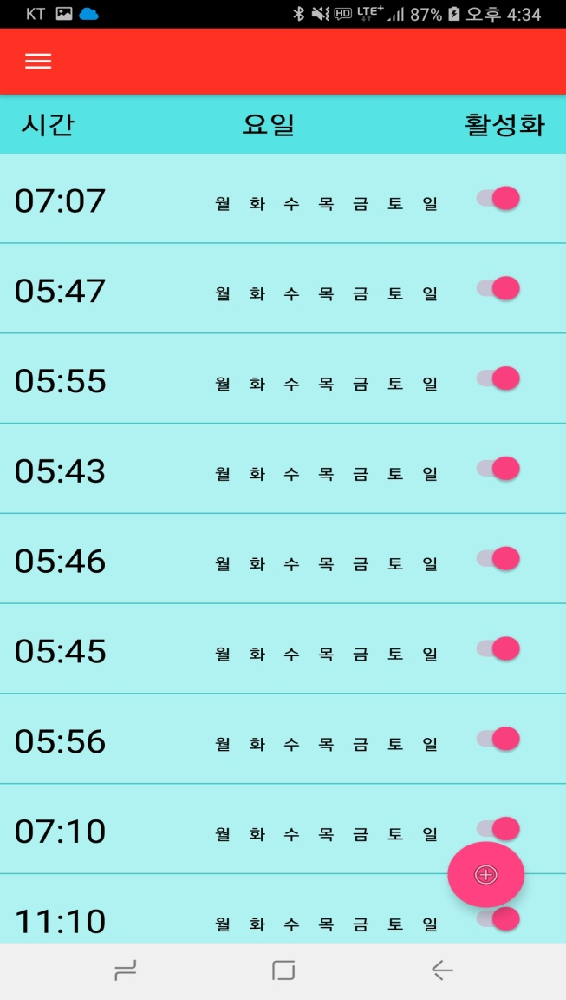 KT HD LTE+ 87% 오후 4:34
시간 요일 활성화
07:07 월 화 수 목 금 토 일
05:47 월 화 수 목 금 토 일
05:55 월 화 수 목 금 토 일
05:43 월 화 수 목 금 토 일
05:46 월 화 수 목 금 토 일
05:45 월 화 수 목 금 토 일
05:56 월 화 수 목 금 토 일
07:10 월 화 수 목 금 토 일
11:10 월 화 수 목 금 토 일